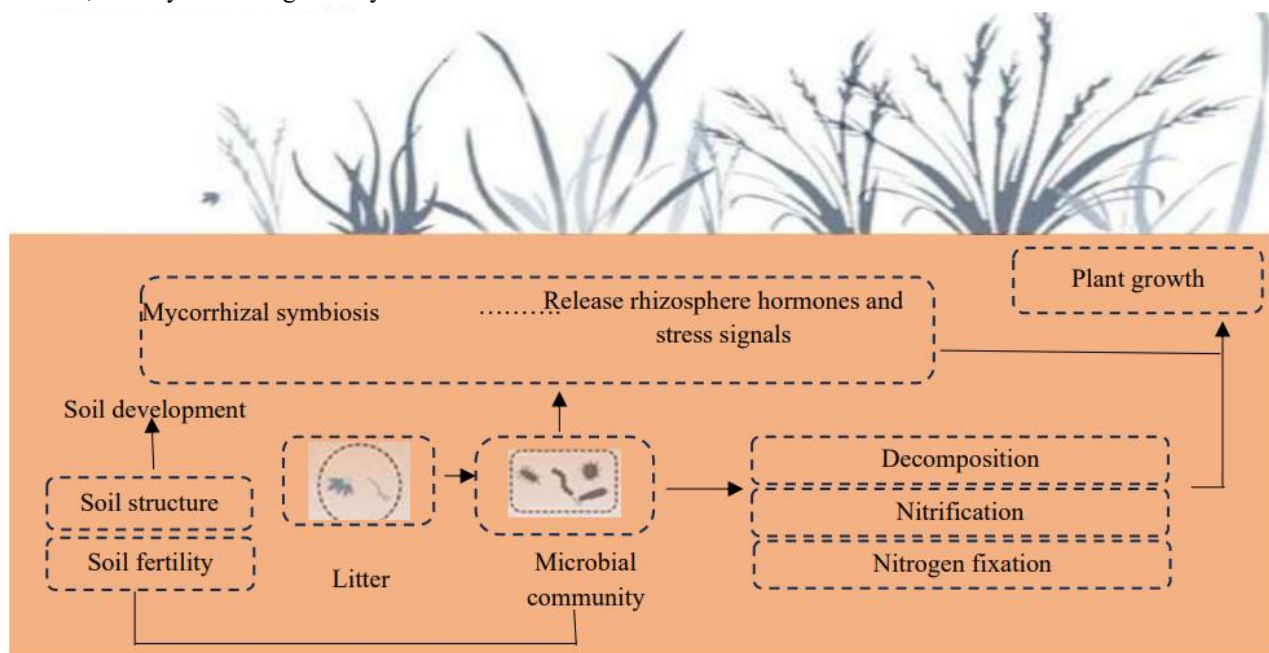 Plant growth
Mycorrhizal symbiosis
..........Release rhizosphere hormones and
stress signals
Soil development
Soil structure
Soil fertility
Litter
Microbial
community
Decomposition
Nitrification
Nitrogen fixation